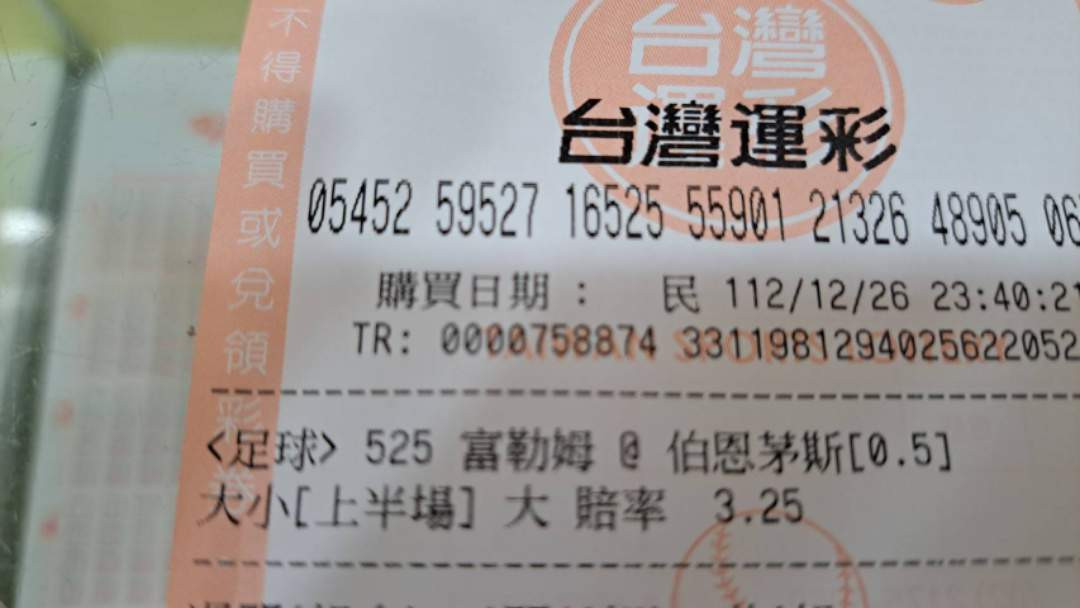 不得購買或兌領彩券
台灣
運彩
台灣運彩
05452 59527 16525 55901 21326 48905 06
購買日期 : 民 112/12/26 23:40:21
TR: 0000758874 3311981294025622052
<足球> 525 富勒姆 @ 伯恩茅斯[0.5]
大小[上半場] 大 賠率 3.25